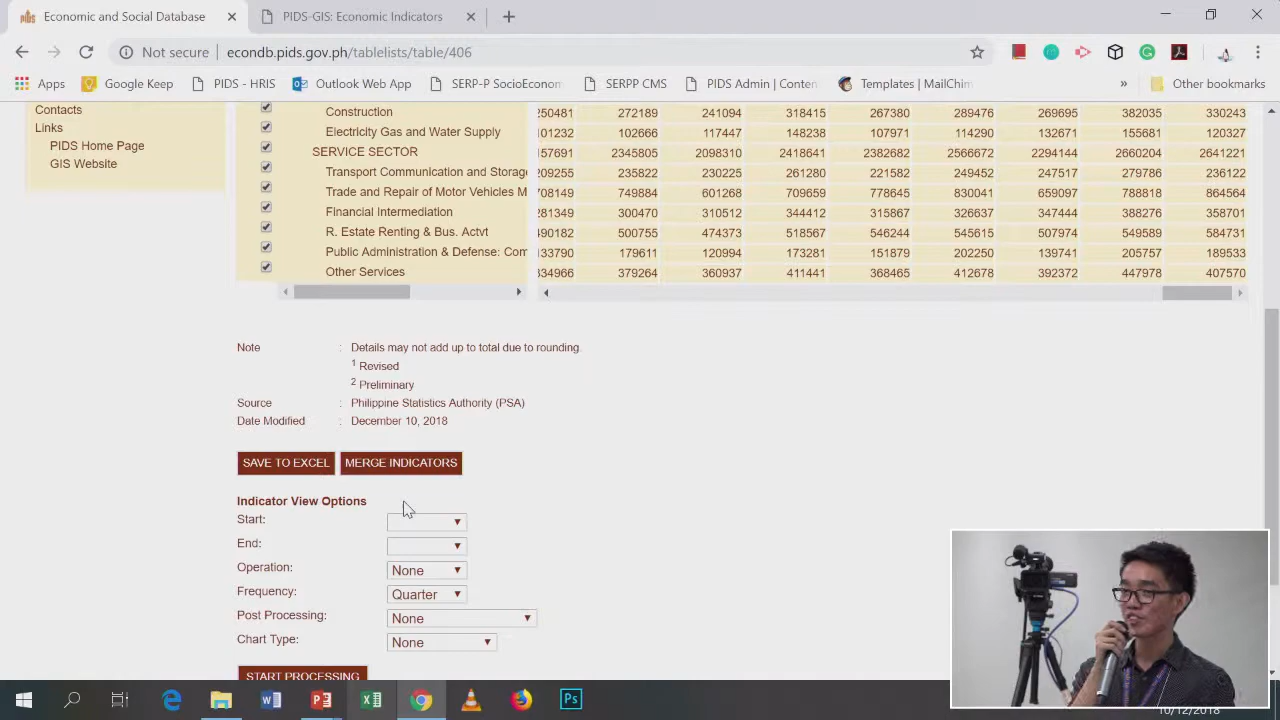 Economic and Social Database
PIDS-GIS: Economic Indicators
Not secure | econdb.pids.gov.ph/tablelists/table/406
Apps Google Keep PIDS - HRIS Outlook Web App SERP-P SocioEconom SERPP CMS PIDS Admin | Conten Templates | MailChim » Other bookmarks
Contacts
Links
PIDS Home Page
GIS Website
Construction 250481 272189 241094 318415 267380 289476 269695 382035 330243
Electricity Gas and Water Supply 101232 102666 117447 148238 107971 114290 132671 155681 120327
SERVICE SECTOR 57691 2345805 2098310 2418641 2382682 2566672 2294144 2660204 2641221
Transport Communication and Storage 209255 235822 230225 261280 221582 249452 247517 279786 236122
Trade and Repair of Motor Vehicles M 708149 749884 601268 709659 778645 830041 659097 788818 864564
Financial Intermediation 281349 300470 310512 344412 315867 326637 347444 388276 358701
R. Estate Renting & Bus. Actvt 490182 500755 474373 518567 546244 545615 507974 549589 584731
Public Administration & Defense: Com 433790 179611 120994 173281 151879 202250 139741 205757 189533
Other Services 334966 379264 360937 411441 368465 412678 392372 447978 407570
Note : Details may not add up to total due to rounding.
1 Revised
2 Preliminary
Source : Philippine Statistics Authority (PSA)
Date Modified : December 10, 2018
SAVE TO EXCEL MERGE INDICATORS
Indicator View Options
Start:
End:
Operation: None
Frequency: Quarter
Post Processing: None
Chart Type: None
START PROCESSING
Ps
10/12/2018